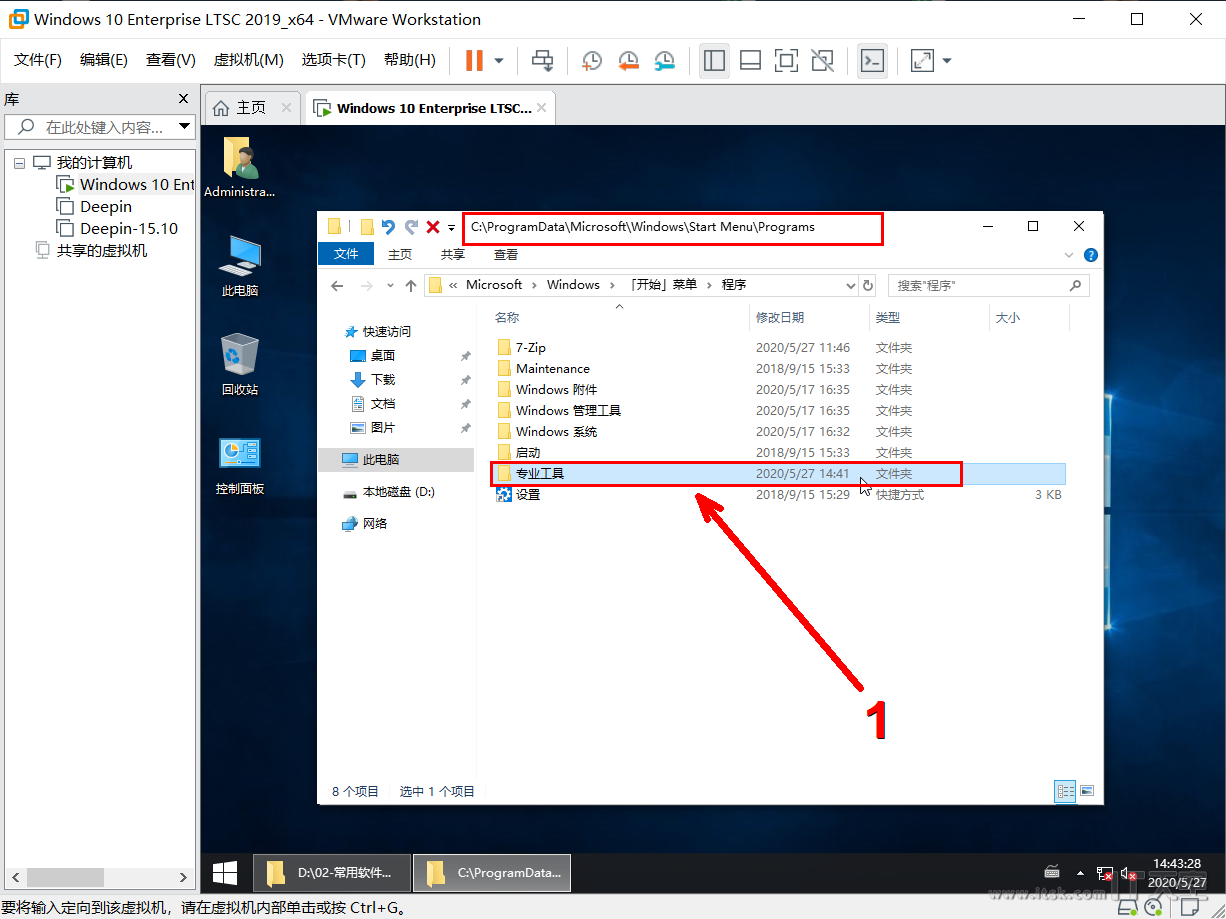 Windows 10 Enterprise LTSC 2019_x64 - VMware Workstation
文件(F) 编辑(E) 查看(V) 虚拟机(M) 选项卡(T) 帮助(H)
库
在此处键入内容...
我的计算机
Windows 10 Ent
Deepin
Deepin-15.10
共享的虚拟机
主页
Windows 10 Enterprise LTSC...
Administra...
此电脑
回收站
控制面板
C:\ProgramData\Microsoft\Windows\Start Menu\Programs
文件 主页 共享 查看
« Microsoft › Windows › 「开始」菜单 › 程序
搜索"程序"
名称 修改日期 类型 大小
快速访问
桌面
下载
文档
图片
此电脑
本地磁盘 (D:)
网络
7-Zip 2020/5/27 11:46 文件夹
Maintenance 2018/9/15 15:33 文件夹
Windows 附件 2020/5/17 16:35 文件夹
Windows 管理工具 2020/5/17 16:35 文件夹
Windows 系统 2020/5/17 16:32 文件夹
启动 2018/9/15 15:33 文件夹
专业工具 2020/5/27 14:41 文件夹
设置 2018/9/15 15:29 快捷方式 3 KB
1
8 个项目 选中 1 个项目
D:\02-常用软件...
C:\ProgramData...
14:43:28
2020/5/27
www.itsk.com
IT天空
要将输入定向到该虚拟机，请在虚拟机内部单击或按 Ctrl+G。